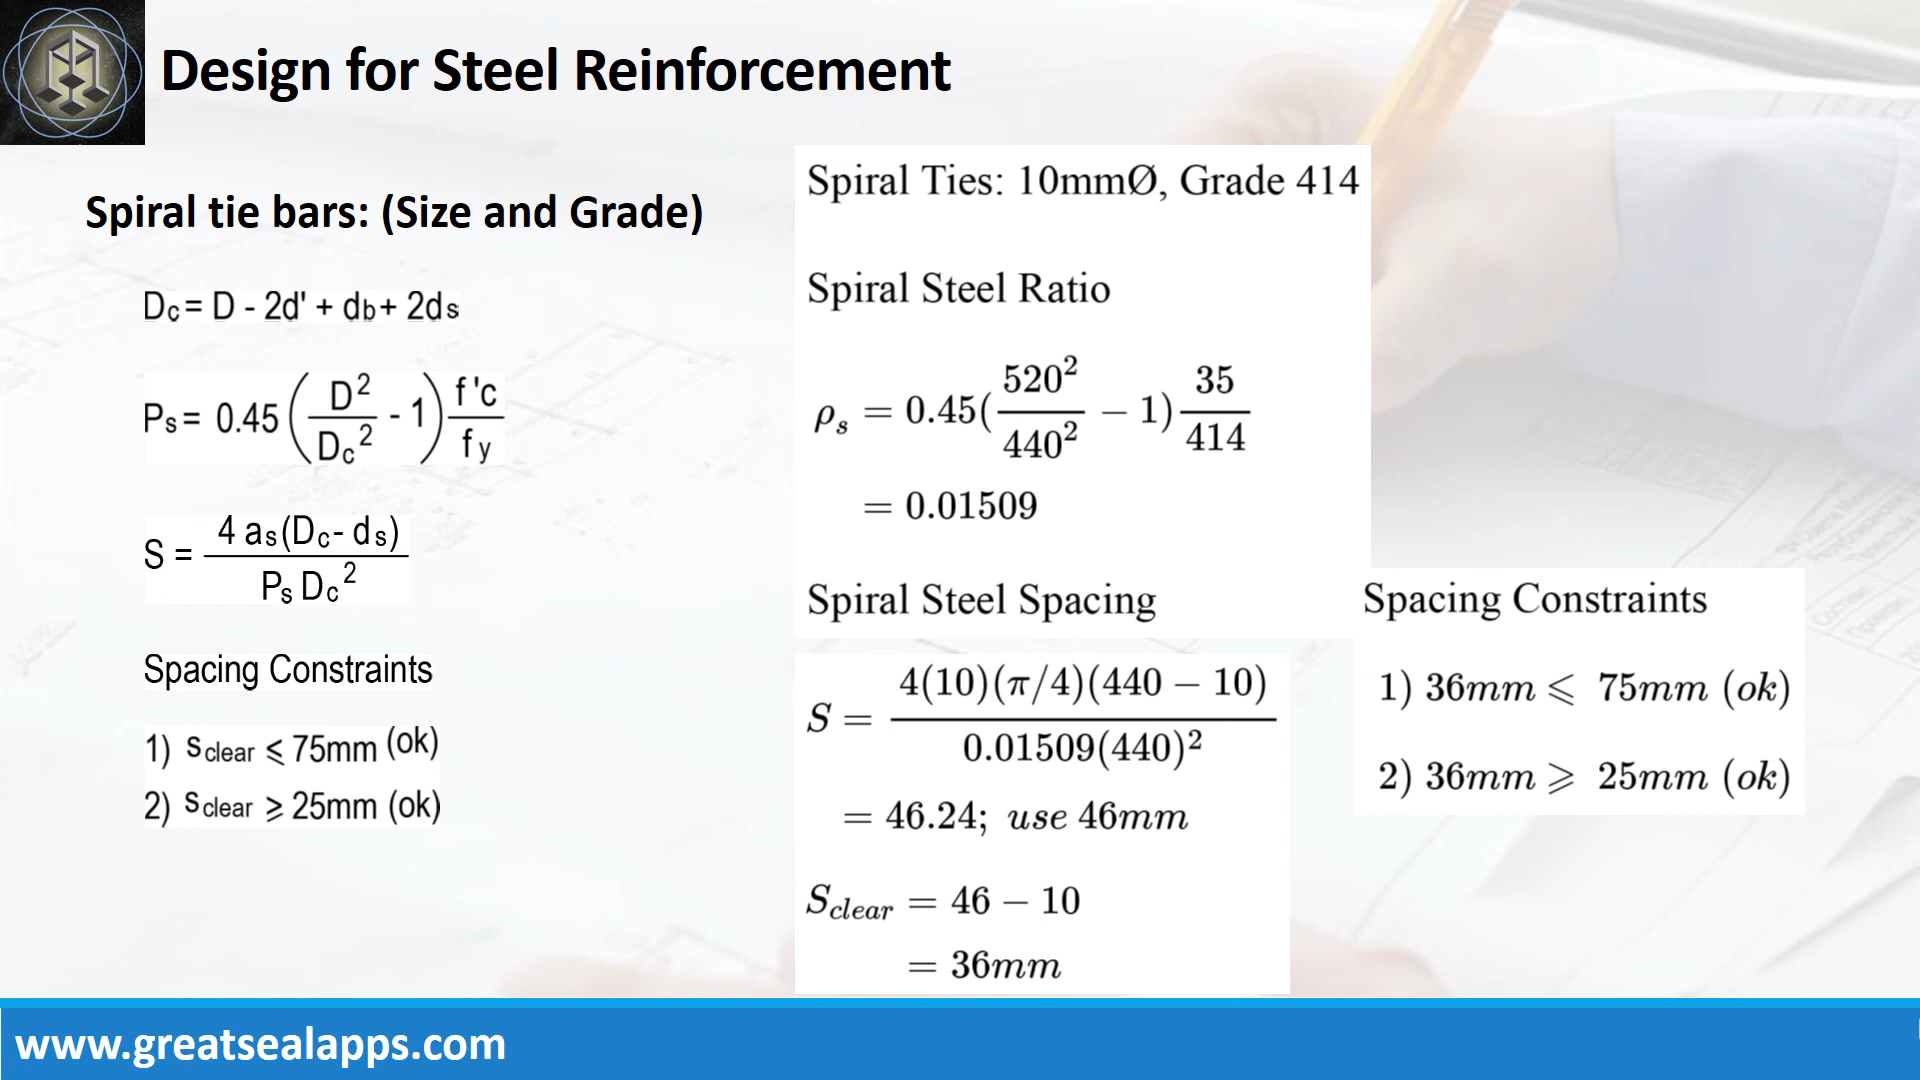 Design for Steel Reinforcement
Spiral tie bars: (Size and Grade)
Dc = D - 2d' + db + 2ds
Ps = 0.45 (D²/Dc² - 1) f'c/fy
S = 4 as(Dc - ds) / Ps Dc²
Spacing Constraints
1) sclear ⩽ 75mm (ok)
2) sclear ⩾ 25mm (ok)
Spiral Ties: 10mmØ, Grade 414
Spiral Steel Ratio
ρs = 0.45(520²/440² − 1) 35/414
= 0.01509
Spiral Steel Spacing
S = 4(10)(π/4)(440 − 10) / 0.01509(440)²
= 46.24; use 46mm
Sclear = 46 − 10
= 36mm
Spacing Constraints
1) 36mm ⩽ 75mm (ok)
2) 36mm ⩾ 25mm (ok)
www.greatsealapps.com